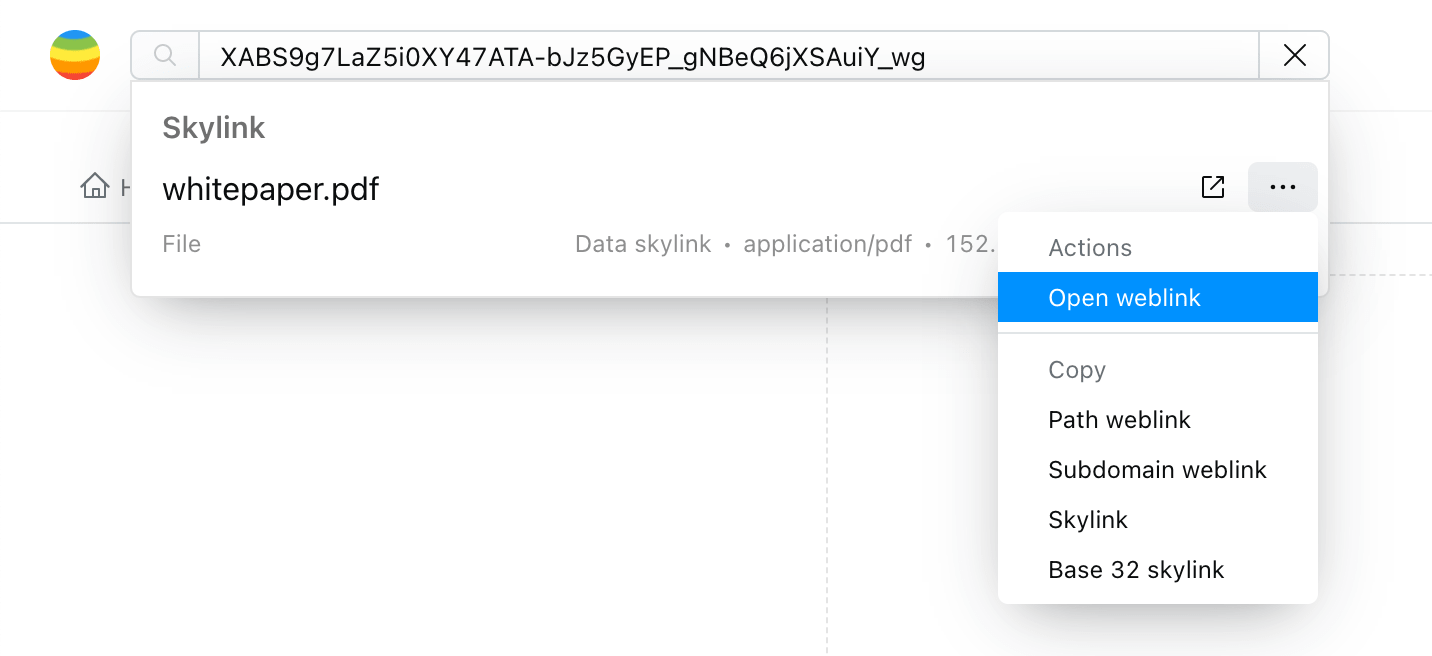 XABS9g7LaZ5i0XY47ATA-bJz5GyEP_gNBeQ6jXSAuiY_wg
Skylink
H
whitepaper.pdf
File
Data skylink • application/pdf • 152.
Actions
Open weblink
Copy
Path weblink
Subdomain weblink
Skylink
Base 32 skylink